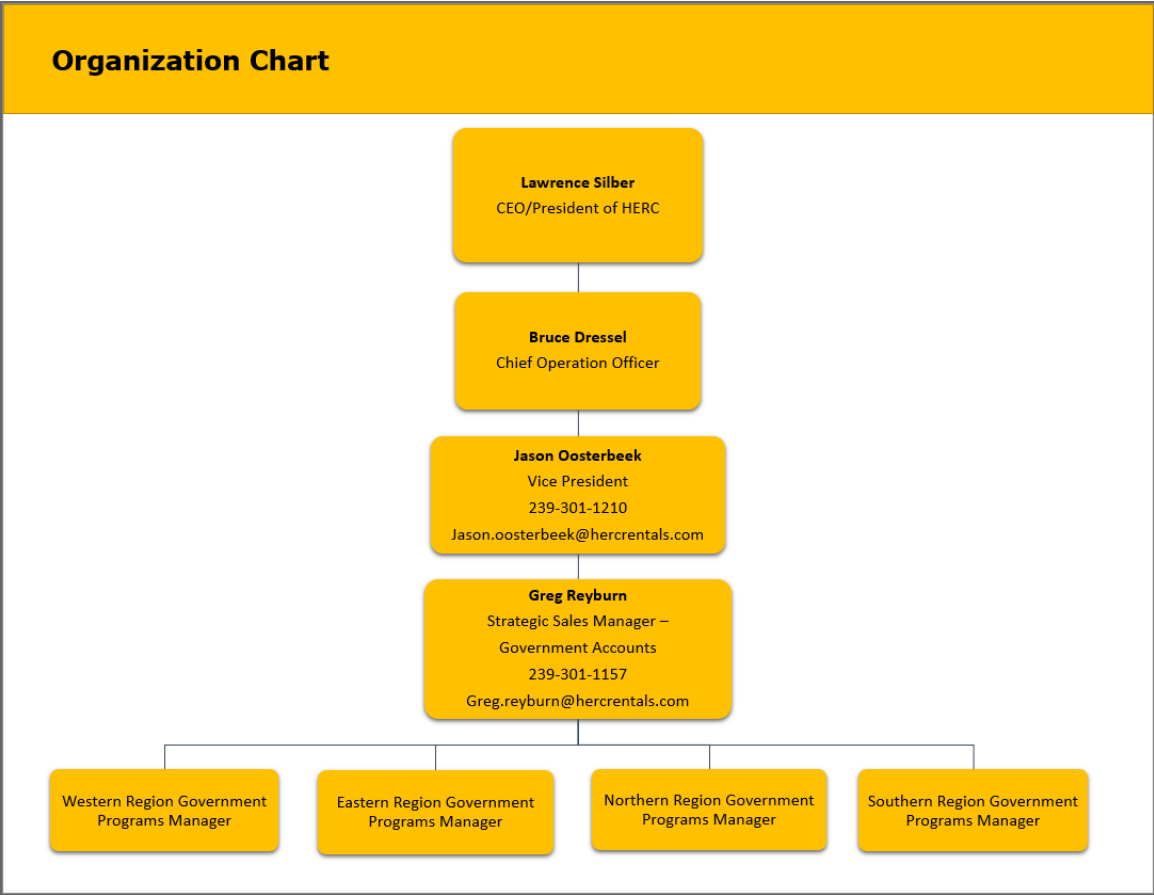 Organization Chart
Lawrence Silber
CEO/President of HERC
Bruce Dressel
Chief Operation Officer
Jason Oosterbeek
Vice President
239-301-1210
Jason.oosterbeek@hercrentals.com
Greg Reyburn
Strategic Sales Manager –
Government Accounts
239-301-1157
Greg.reyburn@hercrentals.com
Western Region Government
Programs Manager
Eastern Region Government
Programs Manager
Northern Region Government
Programs Manager
Southern Region Government
Programs Manager